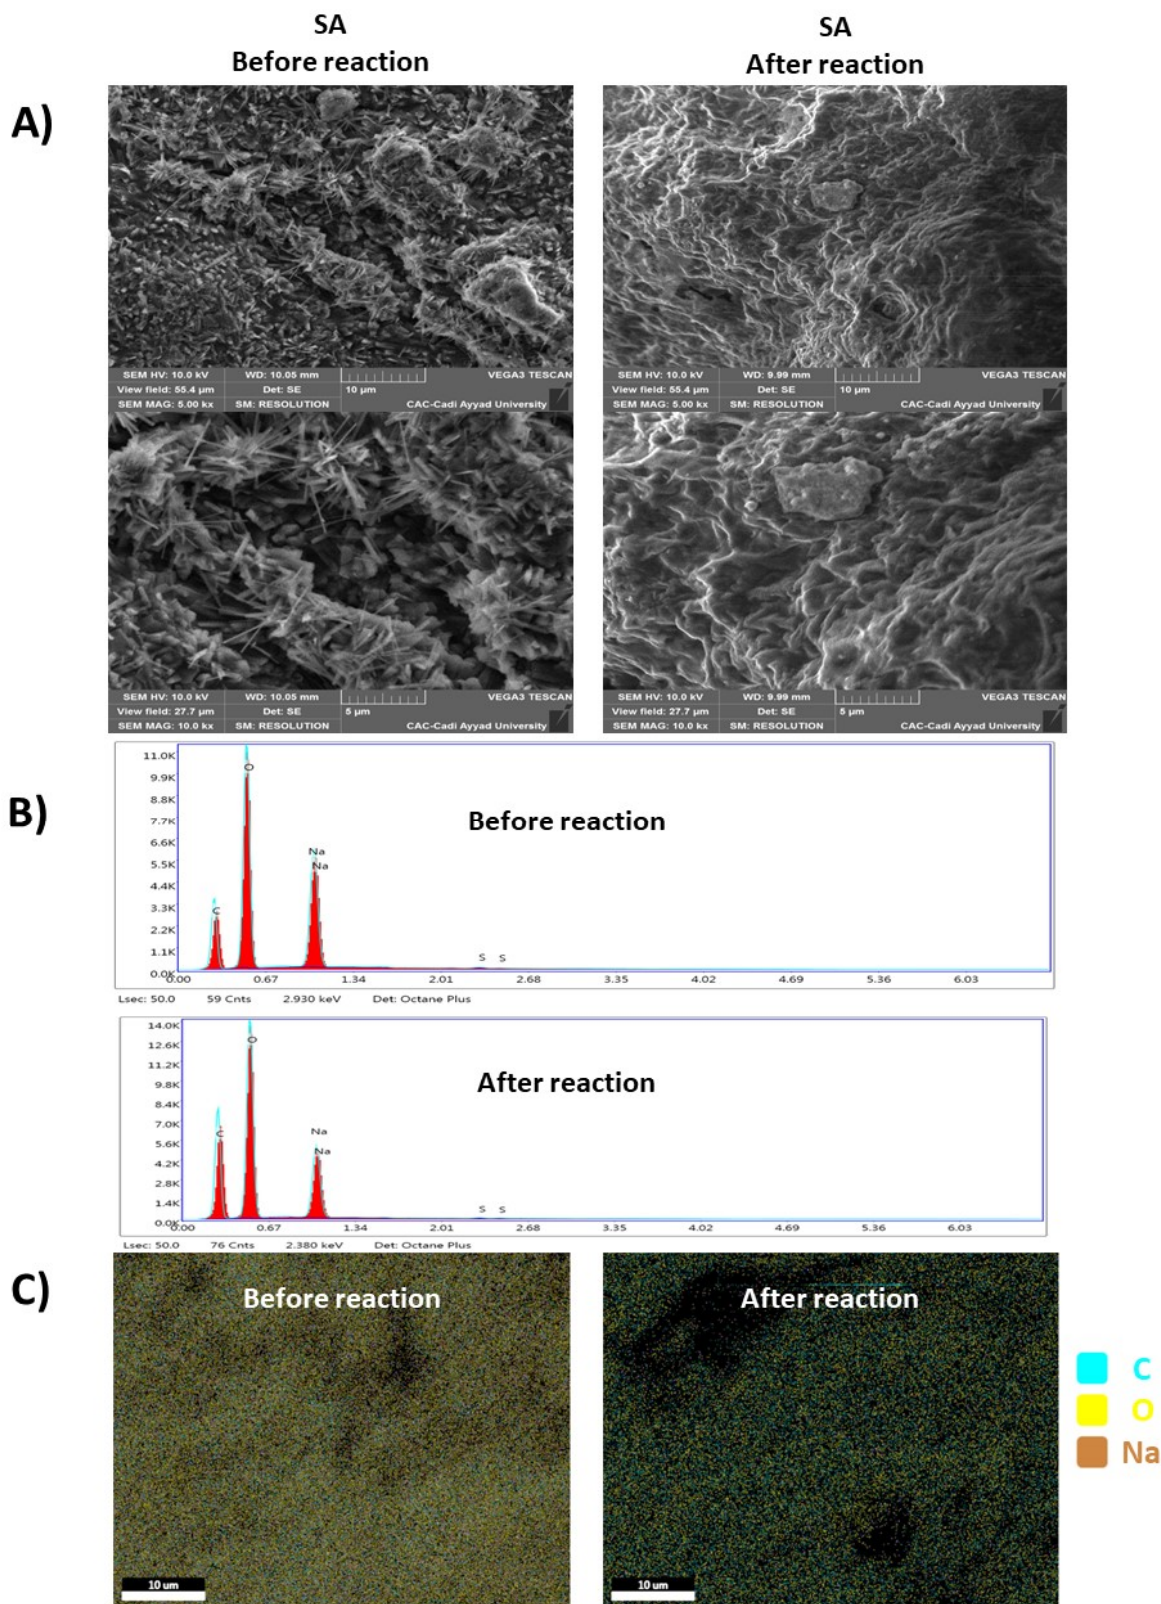 SA
Before reaction
SA
After reaction
A)
SEM HV: 10.0 kV WD: 10.05 mm VEGA3 TESCAN
View field: 55.4 µm Det: SE 10 µm
SEM MAG: 5.00 kx SM: RESOLUTION CAC-Cadi Ayyad University
SEM HV: 10.0 kV WD: 9.99 mm VEGA3 TESCAN
View field: 55.4 µm Det: SE 10 µm
SEM MAG: 5.00 kx SM: RESOLUTION CAC-Cadi Ayyad University
SEM HV: 10.0 kV WD: 10.05 mm VEGA3 TESCAN
View field: 27.7 µm Det: SE 5 µm
SEM MAG: 10.0 kx SM: RESOLUTION CAC-Cadi Ayyad University
SEM HV: 10.0 kV WD: 9.99 mm VEGA3 TESCAN
View field: 27.7 µm Det: SE 5 µm
SEM MAG: 10.0 kx SM: RESOLUTION CAC-Cadi Ayyad University
B)
Before reaction
11.0K
9.9K
8.8K
7.7K
6.6K
5.5K
4.4K
3.3K
2.2K
1.1K
0.0K
C
O
Na
Na
S S
0.00 0.67 1.34 2.01 2.68 3.35 4.02 4.69 5.36 6.03
Lsec: 50.0 59 Cnts 2.930 keV Det: Octane Plus
After reaction
14.0K
12.6K
11.2K
9.8K
8.4K
7.0K
5.6K
4.2K
2.8K
1.4K
0.0K
C
O
Na
Na
S S
0.00 0.67 1.34 2.01 2.68 3.35 4.02 4.69 5.36 6.03
Lsec: 50.0 76 Cnts 2.380 keV Det: Octane Plus
C)
Before reaction
10 um
After reaction
10 um
C
O
Na